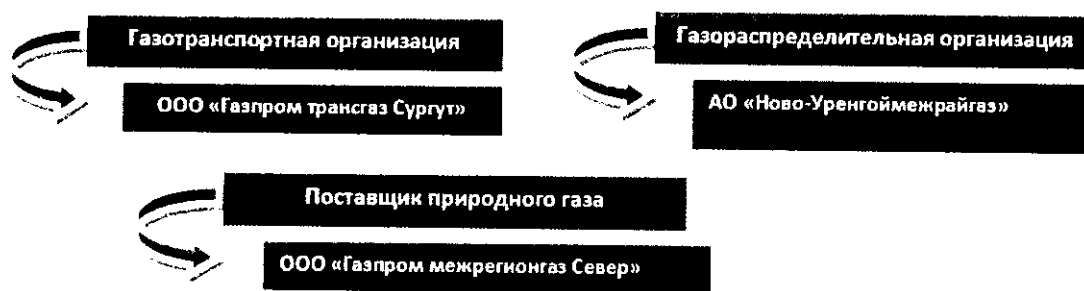 Газотранспортная организация
ООО «Газпром трансгаз Сургут»
Газораспределительная организация
АО «Ново-Уренгоймежрайгаз»
Поставщик природного газа
ООО «Газпром межрегионгаз Север»